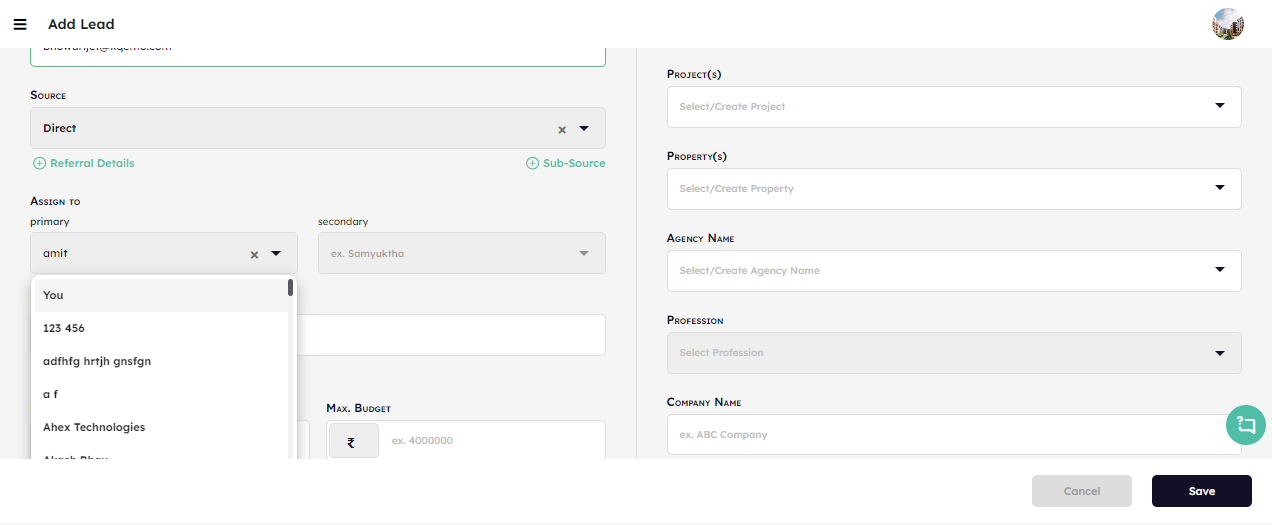 Add Lead
Source
Direct
Referral Details
Sub-Source
Assign to
primary
secondary
amit
ex. Samyuktha
You
123 456
adfhfg hrtjh gnsfgn
a f
Ahex Technologies
Max. Budget
₹
ex. 4000000
Project(s)
Select/Create Project
Property(s)
Select/Create Property
Agency Name
Select/Create Agency Name
Profession
Select Profession
Company Name
ex. ABC Company
Cancel
Save